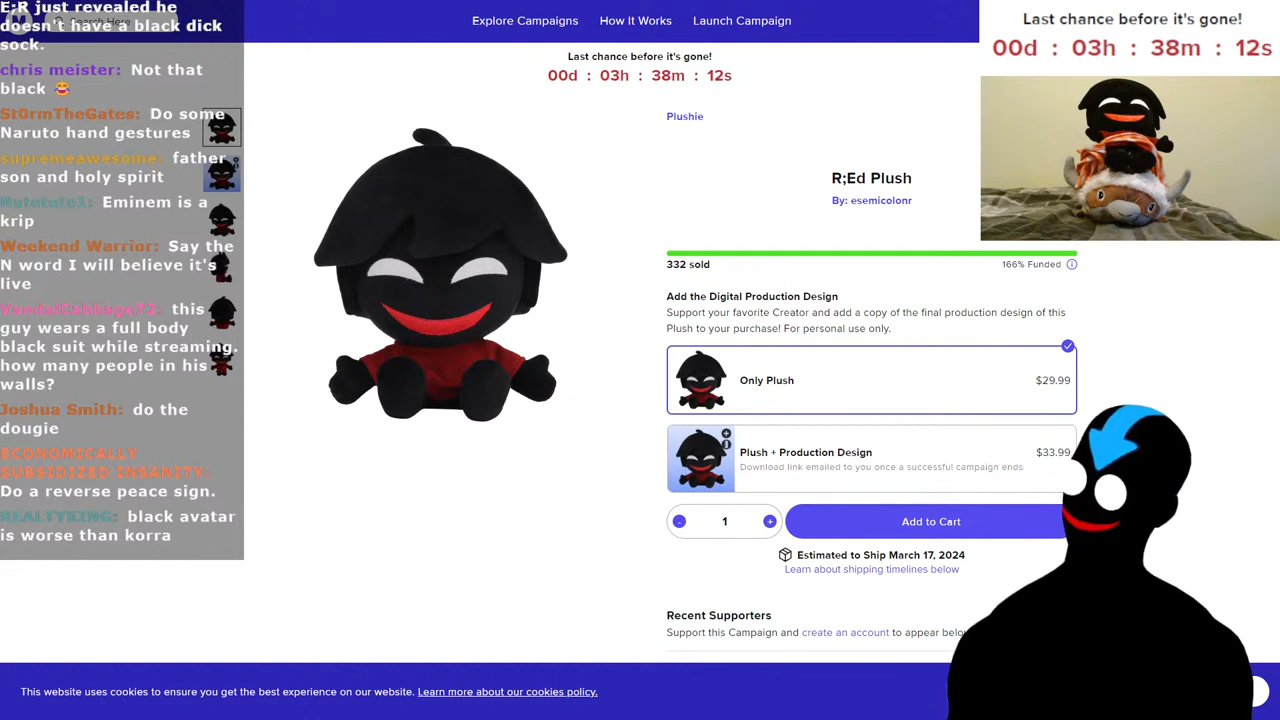 E;R just revealed he
doesn't have a black dick
sock.
chris meister: Not that
black 😂
St0rmTheGates: Do some
Naruto hand gestures
supremeawesome: father
son and holy spirit
Eminem is a
krip
Weekend Warrior: Say the
N word I will believe it's
live
VandalCabbage73: this
guy wears a full body
black suit while streaming.
how many people in his
walls?
Joshua Smith: do the
dougie
ECONOMICALLY
SUBSIDIZED INSANITY:
Do a reverse peace sign.
REALTYKING: black avatar
is worse than korra
Search Here
Explore Campaigns
How It Works
Launch Campaign
Last chance before it's gone!
00d : 03h : 38m : 12s
Last chance before it's gone!
00d : 03h : 38m : 12s
Plushie
R;Ed Plush
By: esemicolonr
332 sold
166% Funded
Add the Digital Production Design
Support your favorite Creator and add a copy of the final production design of this
Plush to your purchase! For personal use only.
Only Plush
$29.99
Plush + Production Design
$33.99
Download link emailed to you once a successful campaign ends
- 1 +
Add to Cart
Estimated to Ship March 17, 2024
Learn about shipping timelines below
Recent Supporters
Support this Campaign and create an account to appear below
This website uses cookies to ensure you get the best experience on our website. Learn more about our cookies policy.